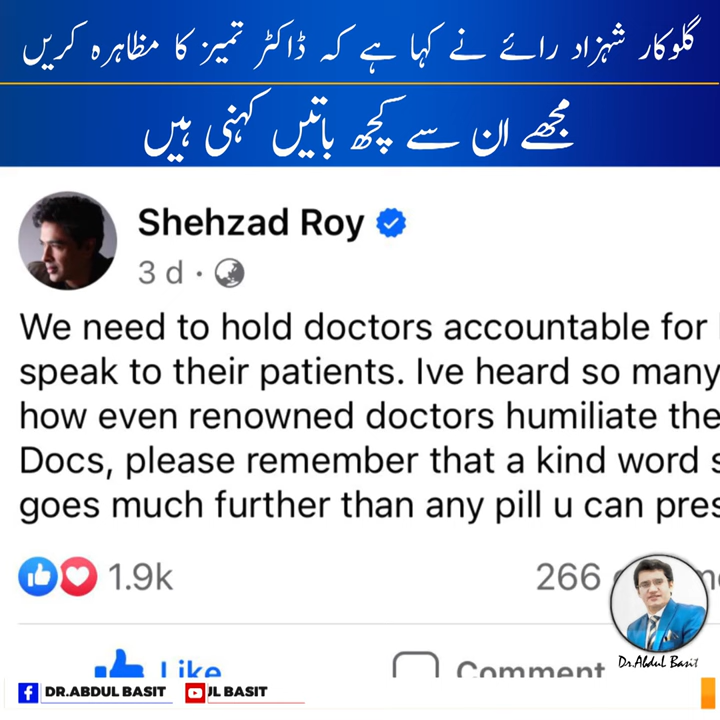 گلوکار شہزاد رائے نے کہا ہے کہ ڈاکٹر تمیز کا مظاہرہ کریں
مجھے ان سے کچھ باتیں کہنی ہیں
Shehzad Roy
3 d ·
We need to hold doctors accountable for
speak to their patients. Ive heard so many
how even renowned doctors humiliate the
Docs, please remember that a kind word s
goes much further than any pill u can pres
1.9k
266
Dr.Abdul Basit
Like
Comment
DR.ABDUL BASIT
JL BASIT